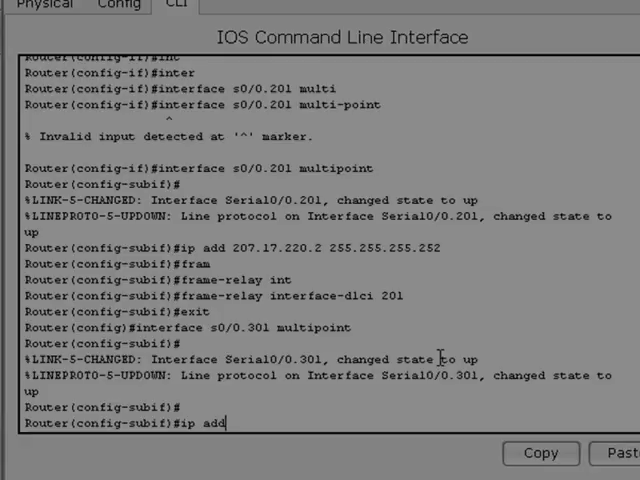 Physical Config CLI
IOS Command Line Interface
Router(config-if)#int
Router(config-if)#inter
Router(config-if)#interface s0/0.201 multi
Router(config-if)#interface s0/0.201 multi-point
^
% Invalid input detected at '^' marker.
Router(config-if)#interface s0/0.201 multipoint
Router(config-subif)#
%LINK-5-CHANGED: Interface Serial0/0.201, changed state to up
%LINEPROTO-5-UPDOWN: Line protocol on Interface Serial0/0.201, changed state to
up
Router(config-subif)#ip add 207.17.220.2 255.255.255.252
Router(config-subif)#fram
Router(config-subif)#frame-relay int
Router(config-subif)#frame-relay interface-dlci 201
Router(config-subif)#exit
Router(config)#interface s0/0.301 multipoint
Router(config-subif)#
%LINK-5-CHANGED: Interface Serial0/0.301, changed state to up
%LINEPROTO-5-UPDOWN: Line protocol on Interface Serial0/0.301, changed state to
up
Router(config-subif)#
Router(config-subif)#ip add
Copy Past